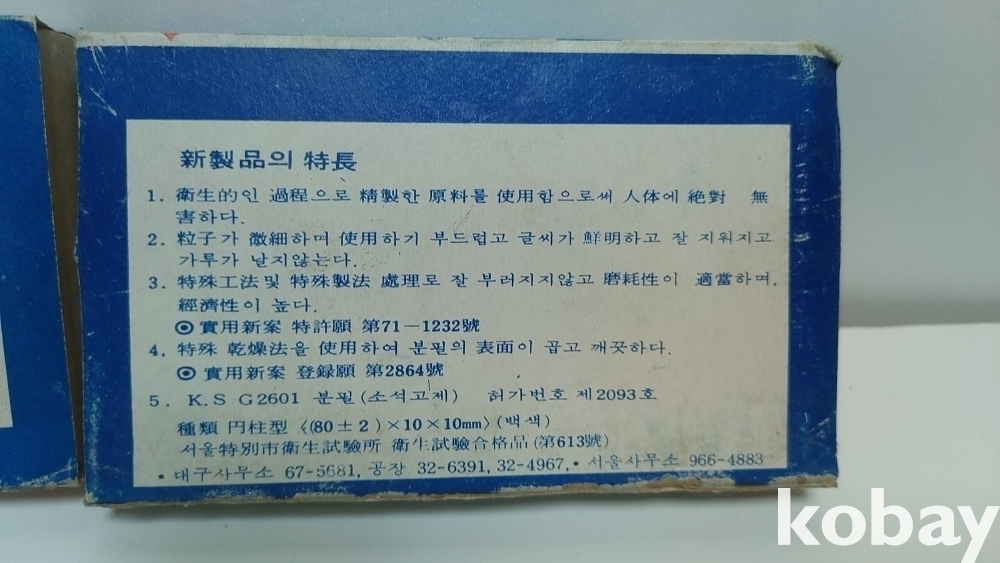 新製品의 特長
1. 衛生的인 過程으로 精製한 原料를 使用함으로써 人体에 絶對 無
害하다.
2. 粒子가 微細하며 使用하기 부드럽고 글씨가 鮮明하고 잘 지워지고
가루가 날지않는다.
3. 特殊工法및 特殊製法 處理로 잘 부러지지않고 磨耗性이 適當하며,
經濟性이 높다.
◎ 實用新案 特許願 第71-1232號
4. 特殊 乾燥法을 使用하여 분필의 表面이 곱고 깨끗하다.
◎ 實用新案 登録願 第2864號
5. K.S G2601 분필(소석고제) 허가번호 제2093호
種類 円柱型 《(80±2)×10×10mm》(백색)
서울特別市衛生試驗所 衛生試驗合格品(第613號)
• 대구사무소 67-5681, 공장 32-6391, 32-4967, • 서울사무소 966-4883
kobay